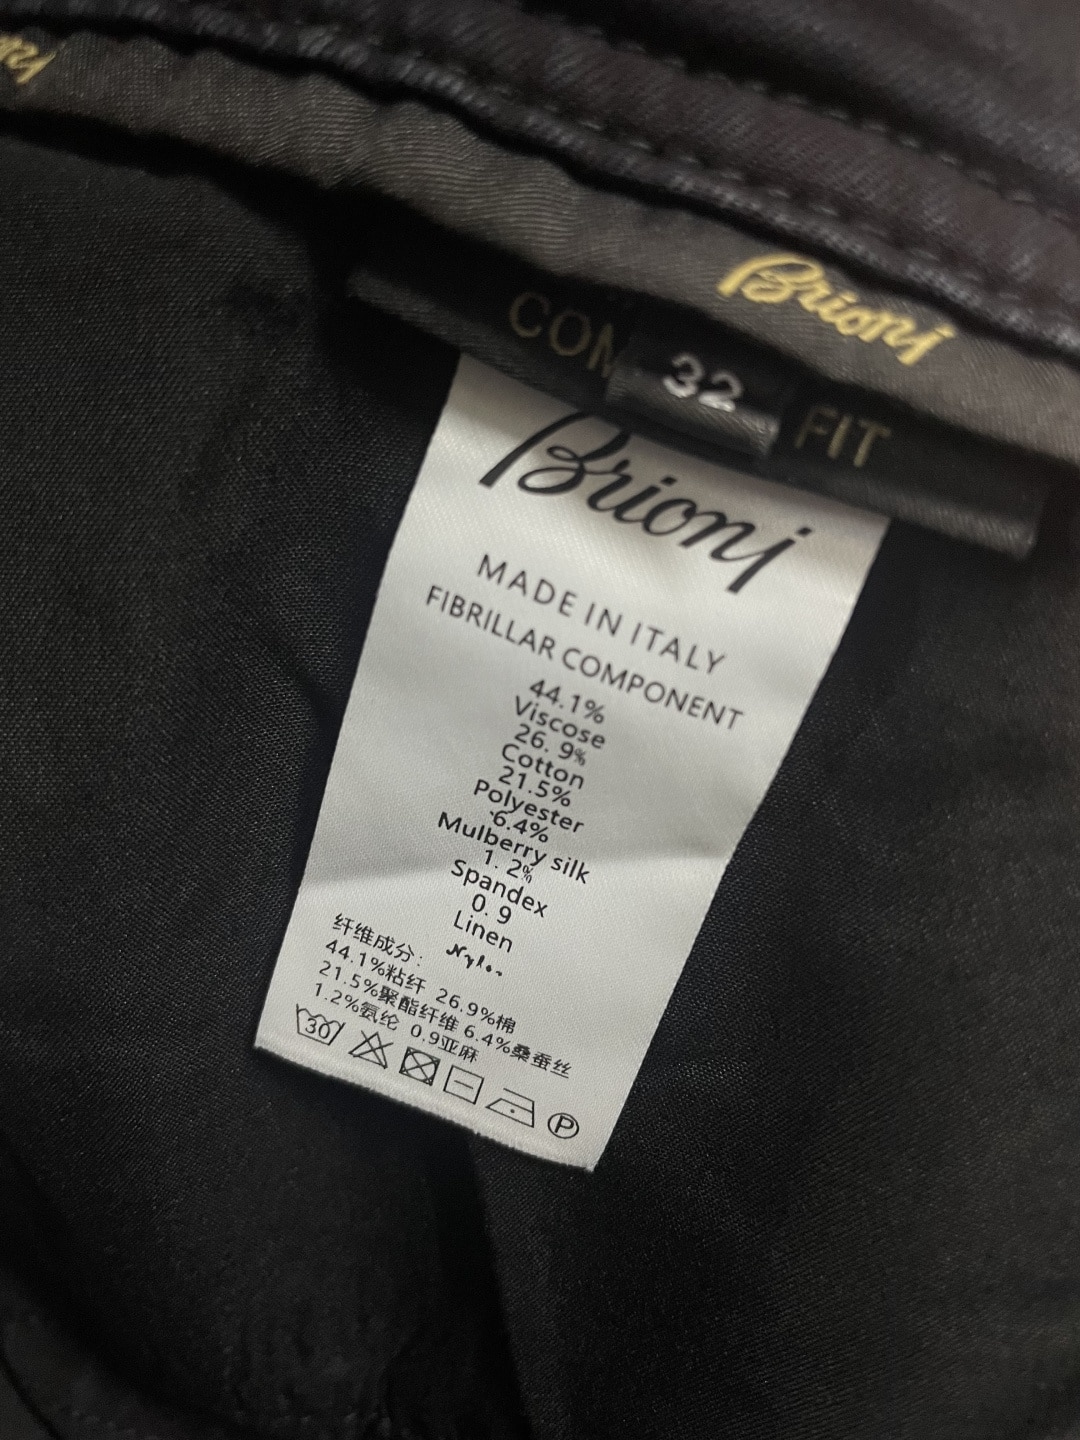 Brioni
COM 32 FIT
Brioni
MADE IN ITALY
FIBRILLAR COMPONENT
44.1%
Viscose
26. 9%
Cotton
21.5%
Polyester
6.4%
Mulberry silk
1. 2%
Spandex
0. 9
Linen
Nylon
纤维成分:
44.1%粘纤 26.9%棉
21.5%聚酯纤维 6.4%桑蚕丝
1.2%氨纶 0.9亚麻
30
P